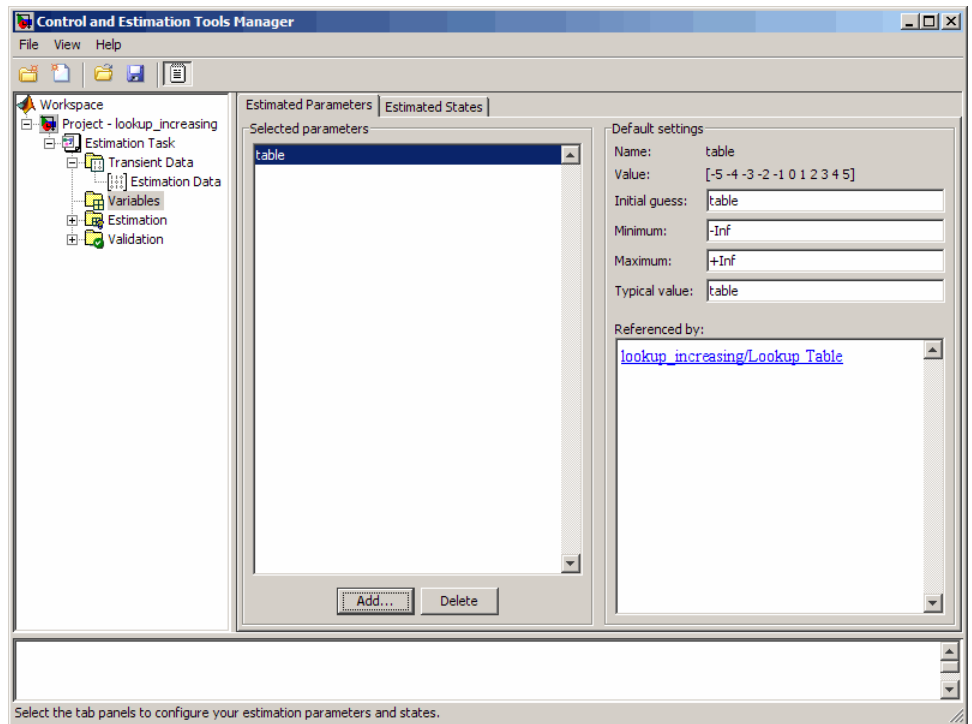 Control and Estimation Tools Manager
File View Help
Workspace
Project - lookup_increasing
Estimation Task
Transient Data
Estimation Data
Variables
Estimation
Validation
Estimated Parameters
Estimated States
Selected parameters
table
Add...
Delete
Default settings
Name: table
Value: [-5 -4 -3 -2 -1 0 1 2 3 4 5]
Initial guess: table
Minimum: -Inf
Maximum: +Inf
Typical value: table
Referenced by:
lookup_increasing/Lookup Table
Select the tab panels to configure your estimation parameters and states.